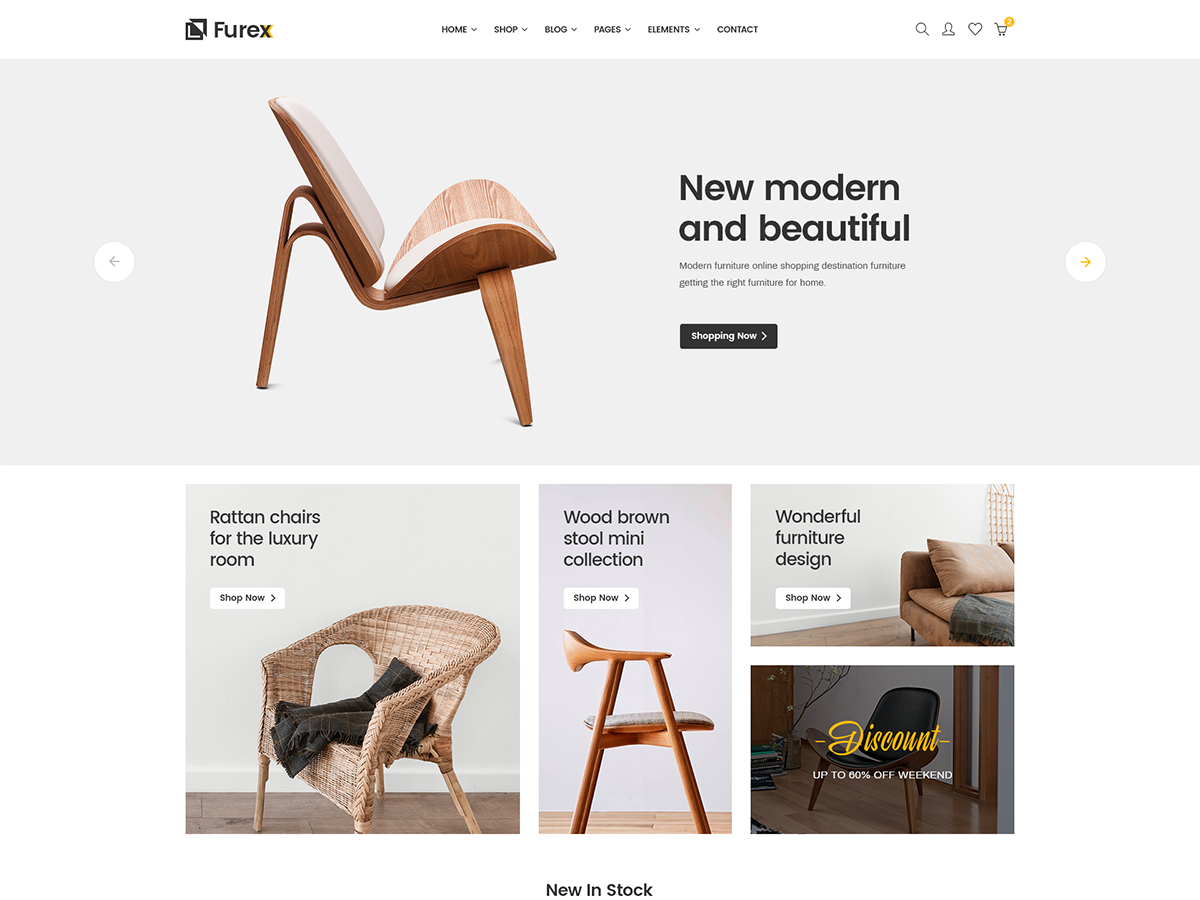 Furex
HOME SHOP BLOG PAGES ELEMENTS CONTACT
2
New modern
and beautiful
Modern furniture online shopping destination furniture
getting the right furniture for home.
Shopping Now
Rattan chairs
for the luxury
room
Shop Now
Wood brown
stool mini
collection
Shop Now
Wonderful
furniture
design
Shop Now
Discount
UP TO 60% OFF WEEKEND
New In Stock